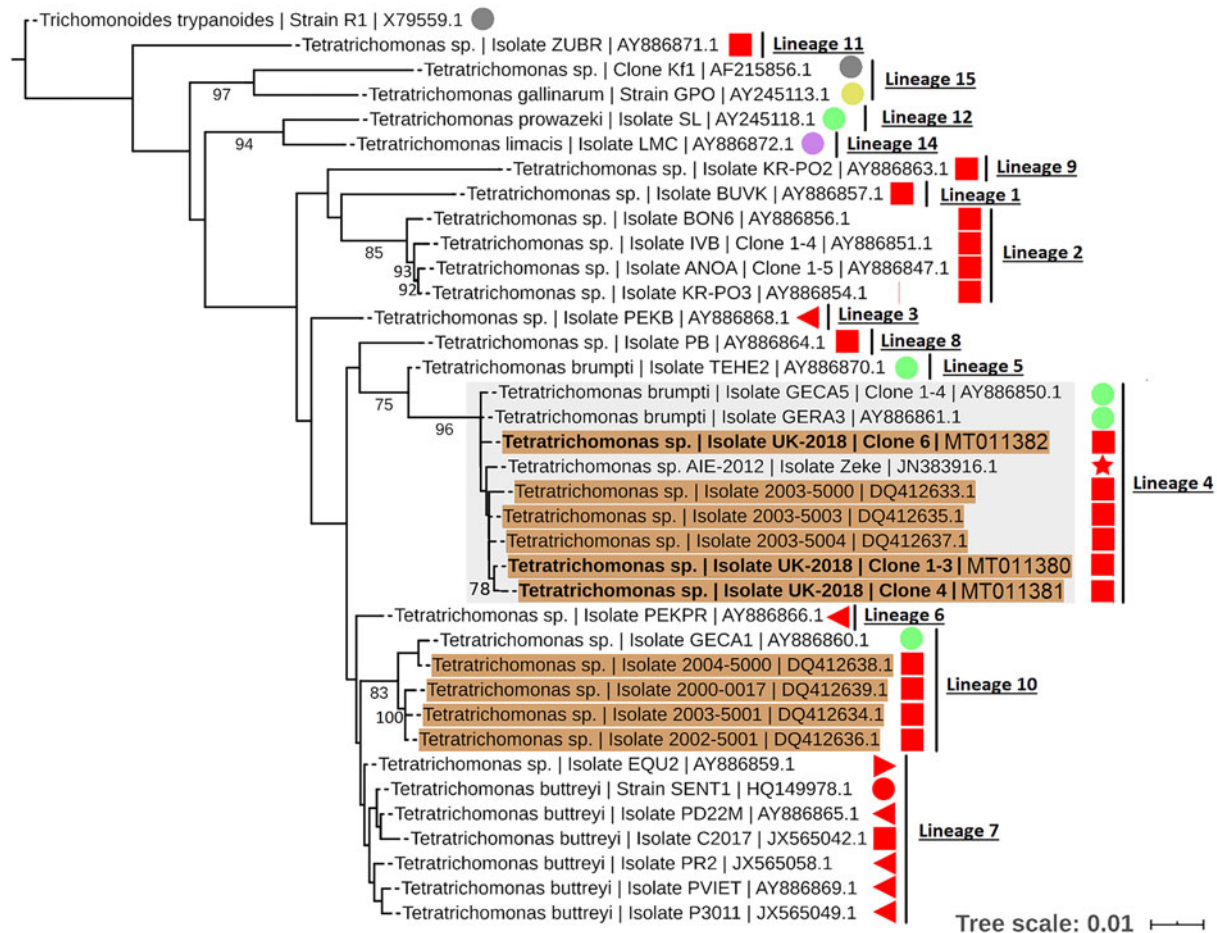 Trichomonoides trypanoides | Strain R1 | X79559.1
Tetratrichomonas sp. | Isolate ZUBR | AY886871.1
Lineage 11
Tetratrichomonas sp. | Clone Kf1 | AF215856.1
Lineage 15
97
Tetratrichomonas gallinarum | Strain GPO | AY245113.1
Tetratrichomonas prowazeki | Isolate SL | AY245118.1
Lineage 12
94
Tetratrichomonas limacis | Isolate LMC | AY886872.1
Lineage 14
Tetratrichomonas sp. | Isolate KR-PO2 | AY886863.1
Lineage 9
Tetratrichomonas sp. | Isolate BUVK | AY886857.1
Lineage 1
Tetratrichomonas sp. | Isolate BON6 | AY886856.1
85
Tetratrichomonas sp. | Isolate IVB | Clone 1-4 | AY886851.1
Lineage 2
93
Tetratrichomonas sp. | Isolate ANOA | Clone 1-5 | AY886847.1
92
Tetratrichomonas sp. | Isolate KR-PO3 | AY886854.1
Tetratrichomonas sp. | Isolate PEKB | AY886868.1
Lineage 3
Tetratrichomonas sp. | Isolate PB | AY886864.1
Lineage 8
Tetratrichomonas brumpti | Isolate TEHE2 | AY886870.1
Lineage 5
75
Tetratrichomonas brumpti | Isolate GECA5 | Clone 1-4 | AY886850.1
Tetratrichomonas brumpti | Isolate GERA3 | AY886861.1
96
Tetratrichomonas sp. | Isolate UK-2018 | Clone 6 | MT011382
Tetratrichomonas sp. AIE-2012 | Isolate Zeke | JN383916.1
Lineage 4
Tetratrichomonas sp. | Isolate 2003-5000 | DQ412633.1
Tetratrichomonas sp. | Isolate 2003-5003 | DQ412635.1
Tetratrichomonas sp. | Isolate 2003-5004 | DQ412637.1
Tetratrichomonas sp. | Isolate UK-2018 | Clone 1-3 | MT011380
78
Tetratrichomonas sp. | Isolate UK-2018 | Clone 4 | MT011381
Tetratrichomonas sp. | Isolate PEKPR | AY886866.1
Lineage 6
Tetratrichomonas sp. | Isolate GECA1 | AY886860.1
Tetratrichomonas sp. | Isolate 2004-5000 | DQ412638.1
Lineage 10
83
Tetratrichomonas sp. | Isolate 2000-0017 | DQ412639.1
100
Tetratrichomonas sp. | Isolate 2003-5001 | DQ412634.1
Tetratrichomonas sp. | Isolate 2002-5001 | DQ412636.1
Tetratrichomonas sp. | Isolate EQU2 | AY886859.1
Tetratrichomonas buttreyi | Strain SENT1 | HQ149978.1
Tetratrichomonas buttreyi | Isolate PD22M | AY886865.1
Lineage 7
Tetratrichomonas buttreyi | Isolate C2017 | JX565042.1
Tetratrichomonas buttreyi | Isolate PR2 | JX565058.1
Tetratrichomonas buttreyi | Isolate PVIET | AY886869.1
Tetratrichomonas buttreyi | Isolate P3011 | JX565049.1
Tree scale: 0.01